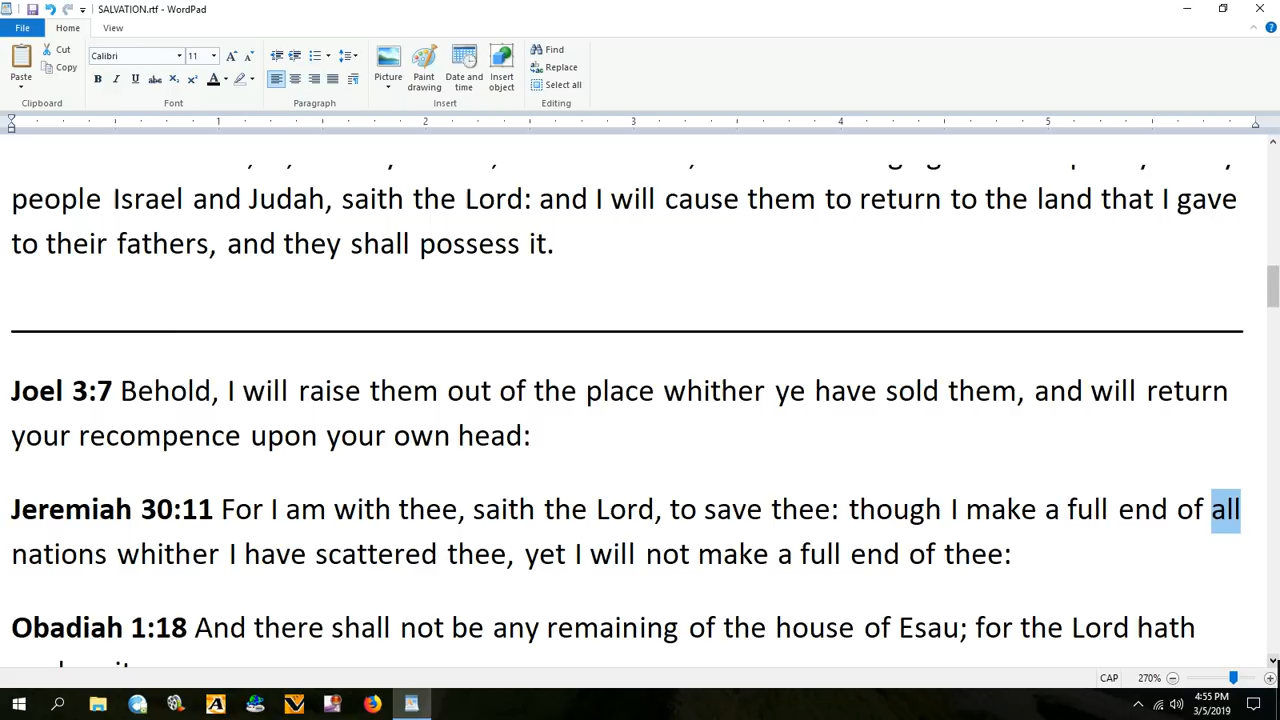 SALVATION.rtf - WordPad
File Home View
Paste Cut Copy
Calibri 11
Picture Paint drawing Date and time Insert object
Find Replace Select all
Clipboard Font Paragraph Insert Editing
1 2 3 4 5
people Israel and Judah, saith the Lord: and I will cause them to return to the land that I gave
to their fathers, and they shall possess it.
Joel 3:7 Behold, I will raise them out of the place whither ye have sold them, and will return
your recompence upon your own head:
Jeremiah 30:11 For I am with thee, saith the Lord, to save thee: though I make a full end of all
nations whither I have scattered thee, yet I will not make a full end of thee:
Obadiah 1:18 And there shall not be any remaining of the house of Esau; for the Lord hath
CAP 270%
4:55 PM
3/5/2019